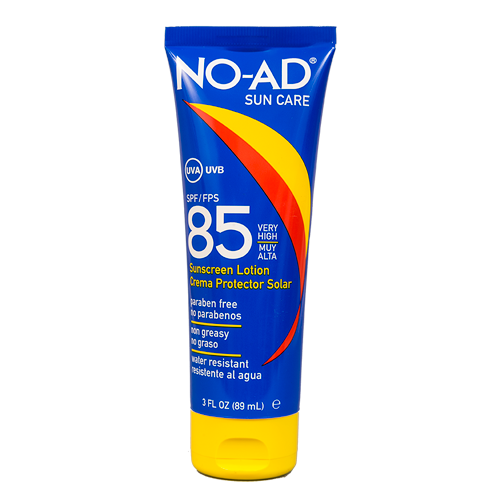 NO-AD®
SUN CARE
UVA UVB
SPF/FPS
85
VERY
HIGH
MUY
ALTA
Sunscreen Lotion
Crema Protector Solar
paraben free
no parabenos
non greasy
no graso
water resistant
resistente al agua
3 FL OZ (89 mL) ℮